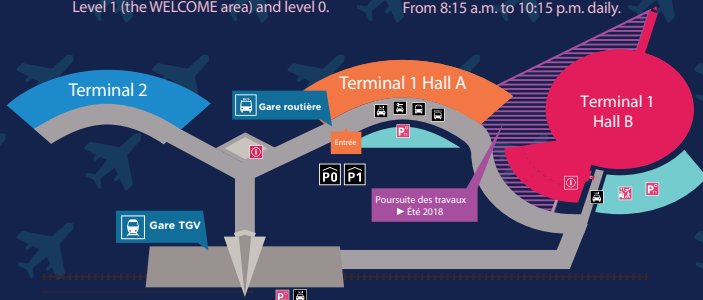 Level 1 (the WELCOME area) and level 0.
From 8:15 a.m. to 10:15 p.m. daily.
Terminal 2
Gare routière
Terminal 1 Hall A
Terminal 1
Hall B
Entrée
P0 P1
Poursuite des travaux
► Été 2018
Gare TGV